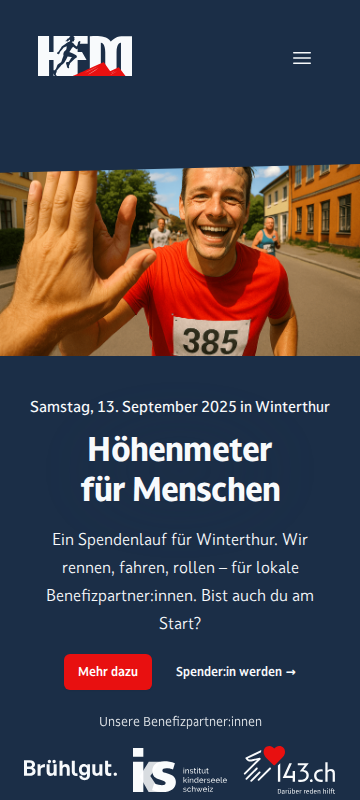 HFM
385
Samstag, 13. September 2025 in Winterthur
Höhenmeter
für Menschen
Ein Spendenlauf für Winterthur. Wir
rennen, fahren, rollen – für lokale
Benefizpartner:innen. Bist auch du am
Start?
Mehr dazu Spender:in werden →
Unsere Benefizpartner:innen
Brühlgut.
iks institut
kinderseele
schweiz
143.ch
Darüber reden hilft